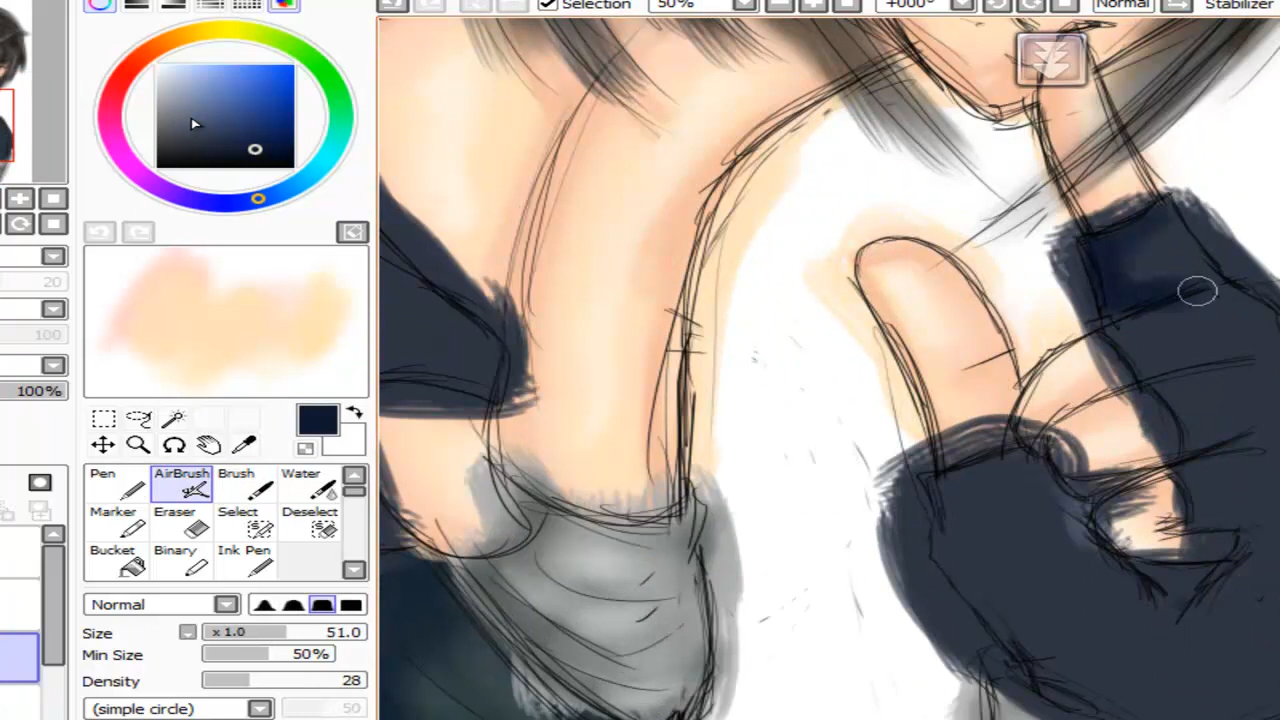 Selection 50% +000° Normal Stabilizer
20
100
100%
Pen AirBrush Brush Water
Marker Eraser Select Deselect
Bucket Binary Ink Pen
Normal
Size x 1.0 51.0
Min Size 50%
Density 28
(simple circle) 50